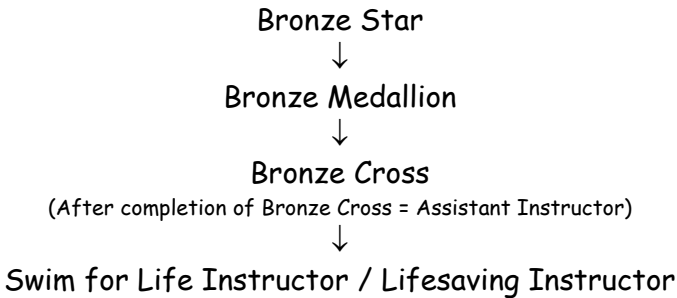 Bronze Star
↓
Bronze Medallion
↓
Bronze Cross
(After completion of Bronze Cross = Assistant Instructor)
↓
Swim for Life Instructor / Lifesaving Instructor